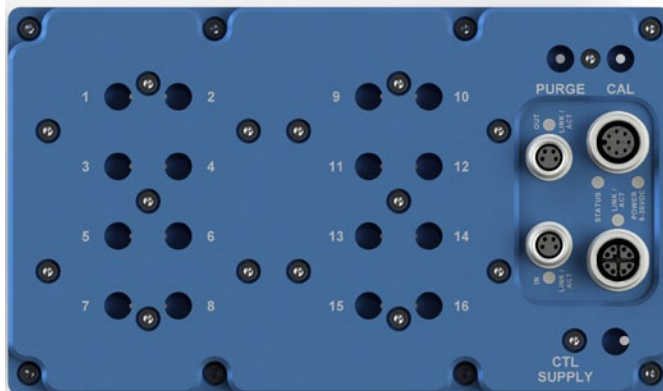 PURGE CAL
1 2 9 10
OUT
LINK / ACT
3 4 11 12
STATUS
LINK / ACT
POWER
9-36VDC
5 6 13 14
IN
LINK / ACT
7 8 15 16
CTL
SUPPLY